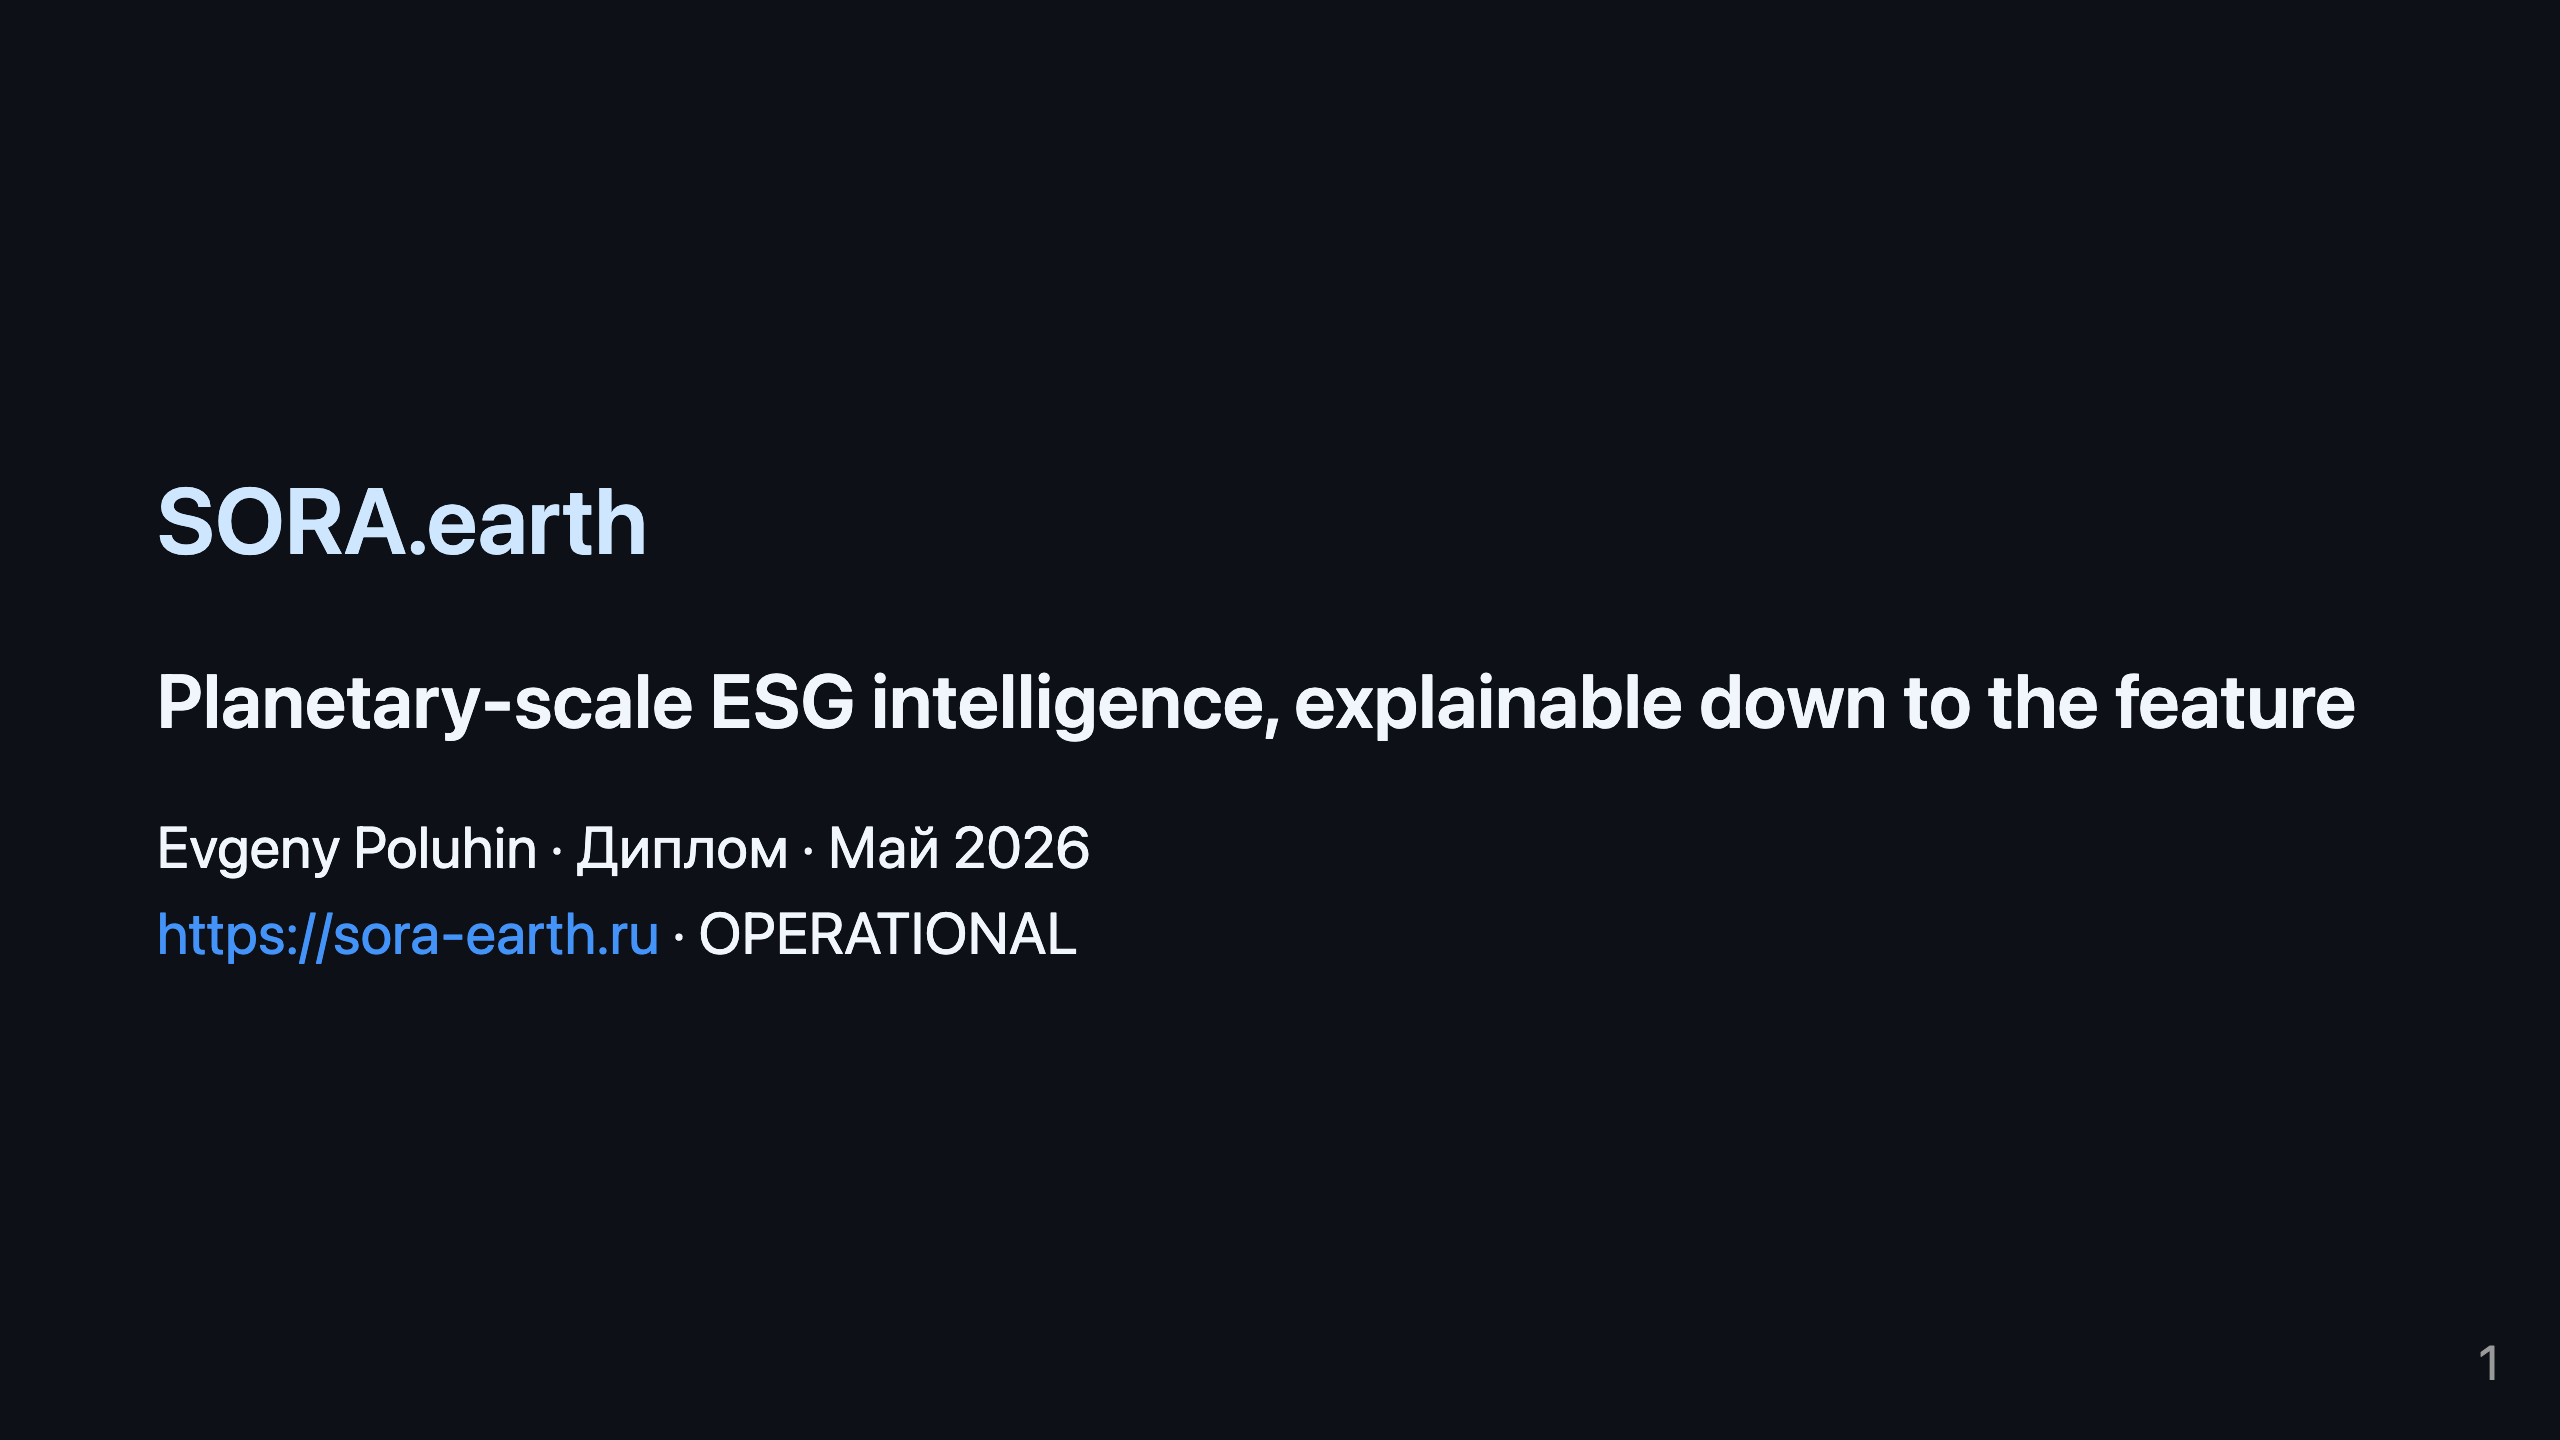 SORA.earth
Planetary-scale ESG intelligence, explainable down to the feature
Evgeny Poluhin · Диплом · Май 2026
https://sora-earth.ru · OPERATIONAL
1